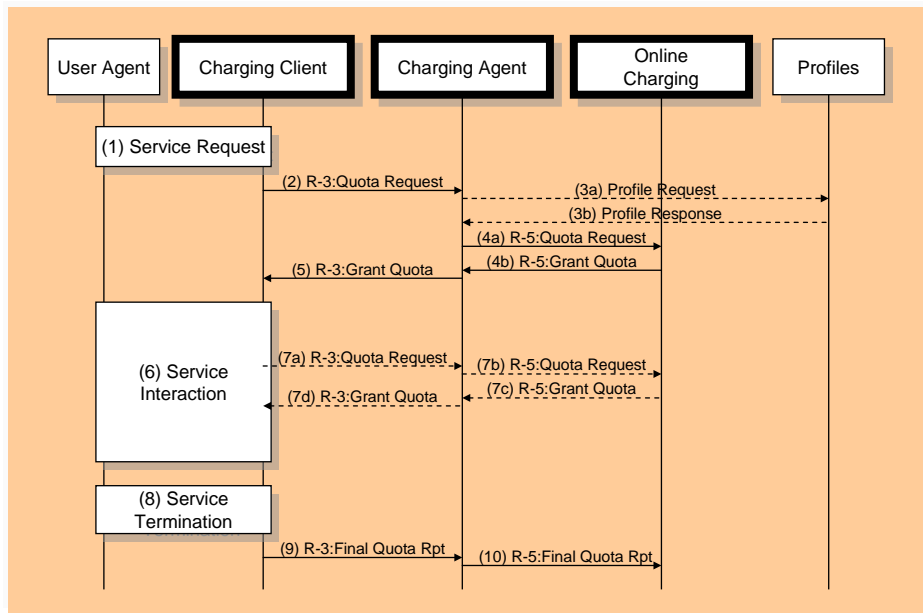 User Agent
Charging Client
Charging Agent
Online
Charging
Profiles
(1) Service Request
(2) R-3:Quota Request
(3a) Profile Request
(3b) Profile Response
(4a) R-5:Quota Request
(4b) R-5:Grant Quota
(5) R-3:Grant Quota
(6) Service
Interaction
(7a) R-3:Quota Request
(7b) R-5:Quota Request
(7c) R-5:Grant Quota
(7d) R-3:Grant Quota
(8) Service
Termination
(9) R-3:Final Quota Rpt
(10) R-5:Final Quota Rpt